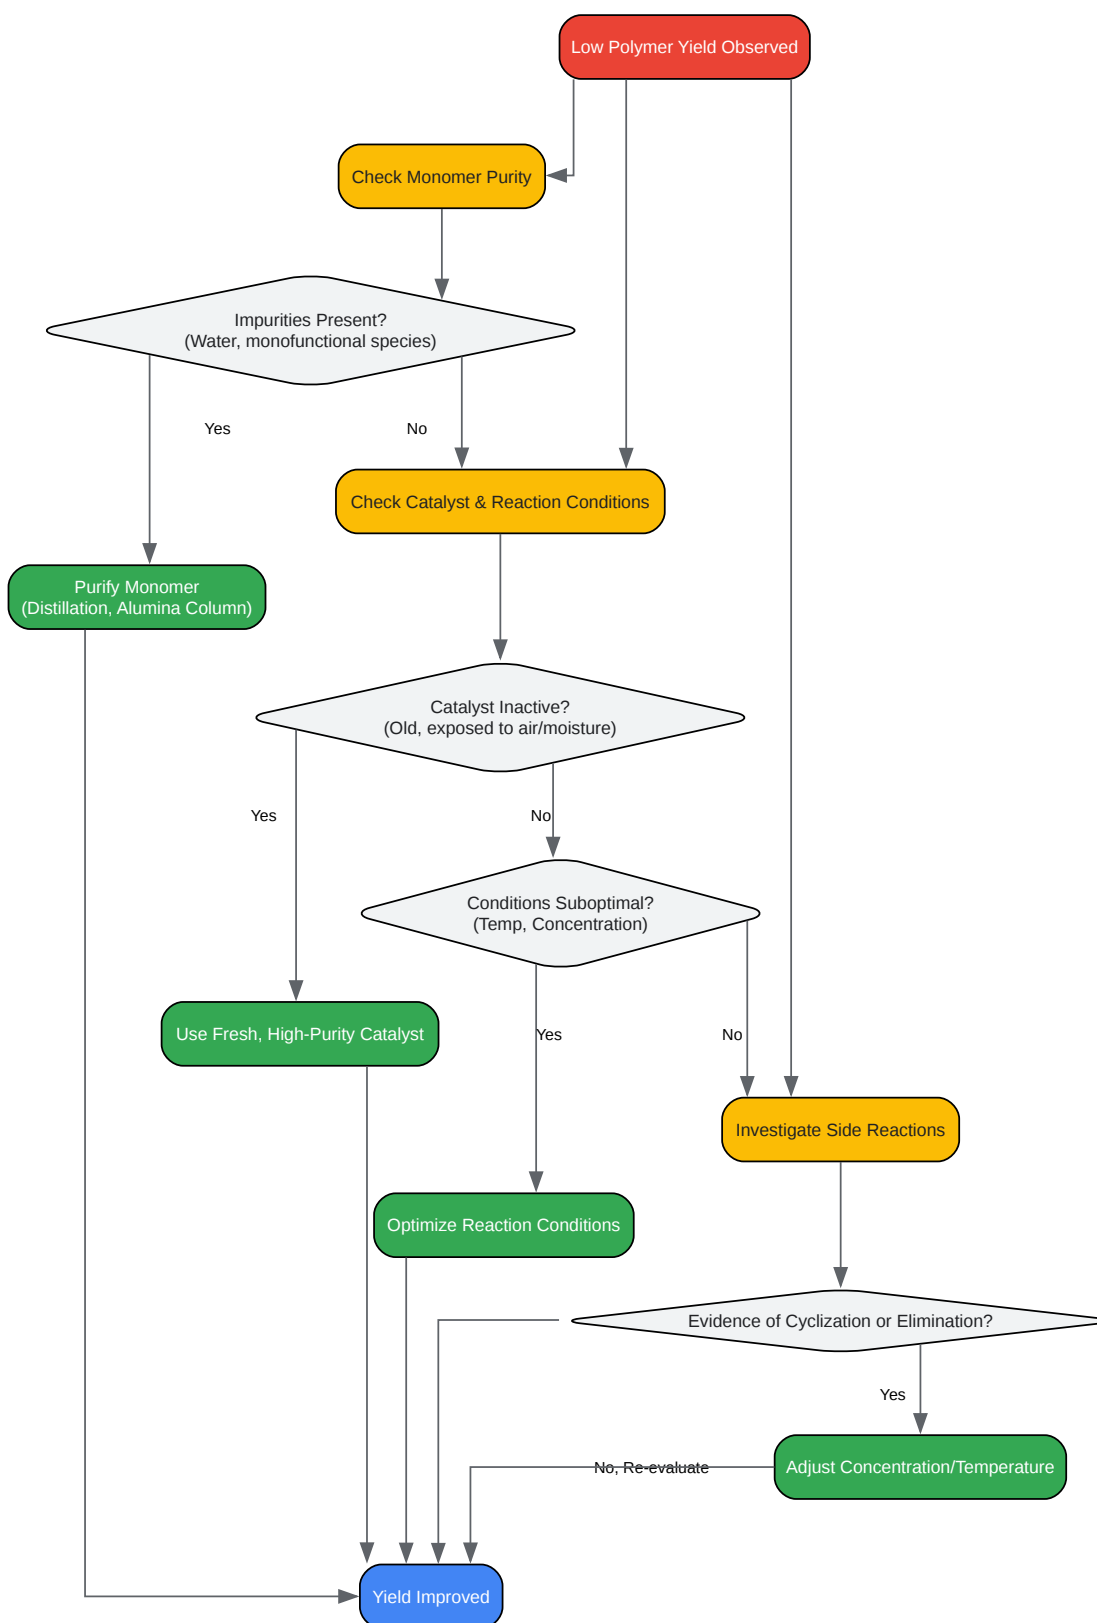 Low Polymer Yield Observed
Check Monomer Purity
Impurities Present?
(Water, monofunctional species)
Yes
No
Check Catalyst & Reaction Conditions
Purify Monomer
(Distillation, Alumina Column)
Catalyst Inactive?
(Old, exposed to air/moisture)
Yes
No
Conditions Suboptimal?
(Temp, Concentration)
Use Fresh, High-Purity Catalyst
Yes
No
Investigate Side Reactions
Optimize Reaction Conditions
Evidence of Cyclization or Elimination?
Yes
No, Re-evaluate
Adjust Concentration/Temperature
Yield Improved